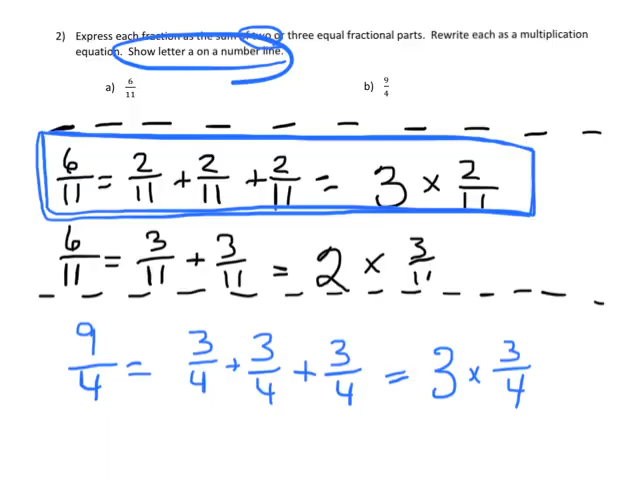 2) Express each fraction as the sum of two or three equal fractional parts. Rewrite each as a multiplication
equation. Show letter a on a number line.
a) 6/11 b) 9/4
6/11 = 2/11 + 2/11 + 2/11 = 3 × 2/11
6/11 = 3/11 + 3/11 = 2 × 3/11
9/4 = 3/4 + 3/4 + 3/4 = 3 × 3/4